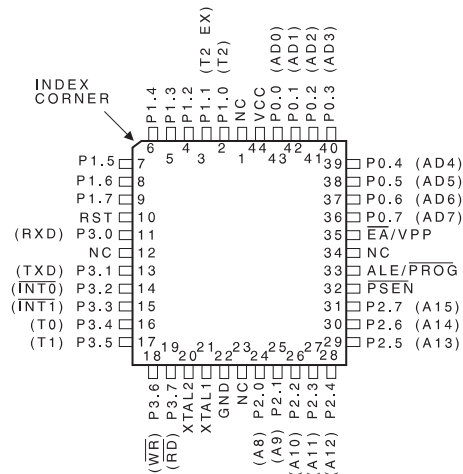 INDEX
CORNER
P1.4
P1.3
P1.2
P1.1 (T2 EX)
P1.0 (T2)
NC
VCC
P0.0 (AD0)
P0.1 (AD1)
P0.2 (AD2)
P0.3 (AD3)
6
5
4
3
2
1
44
43
42
41
40
P1.5 7
P1.6 8
P1.7 9
RST 10
(RXD) P3.0 11
NC 12
(TXD) P3.1 13
(INT0) P3.2 14
(INT1) P3.3 15
(T0) P3.4 16
(T1) P3.5 17
39 P0.4 (AD4)
38 P0.5 (AD5)
37 P0.6 (AD6)
36 P0.7 (AD7)
35 EA/VPP
34 NC
33 ALE/PROG
32 PSEN
31 P2.7 (A15)
30 P2.6 (A14)
29 P2.5 (A13)
18
19
20
21
22
23
24
25
26
27
28
(WR) P3.6
(RD) P3.7
XTAL2
XTAL1
GND
NC
(A8) P2.0
(A9) P2.1
(A10) P2.2
(A11) P2.3
(A12) P2.4